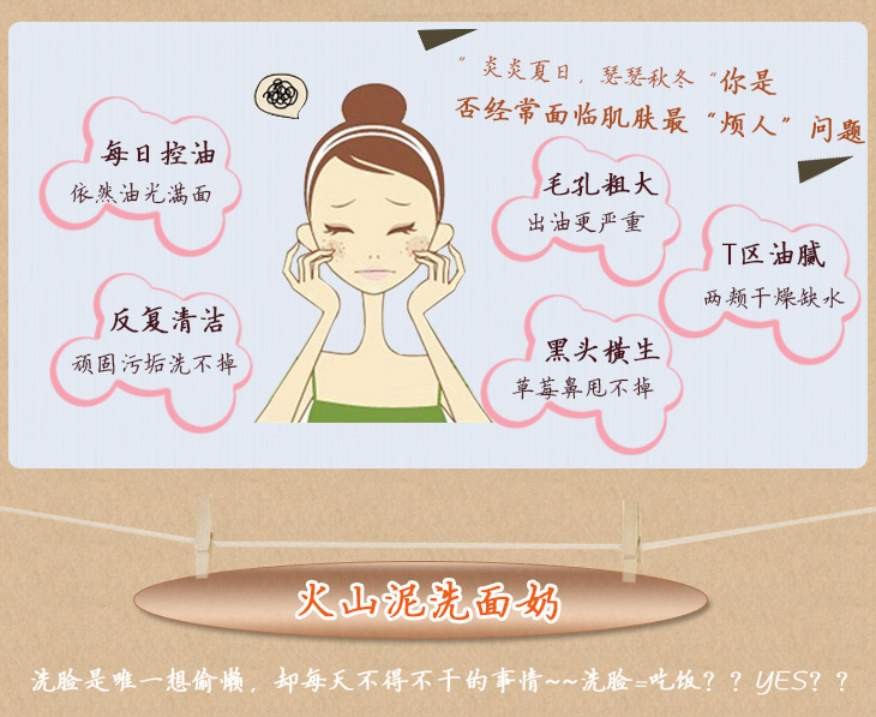 "炎炎夏日，瑟瑟秋冬"你是
否经常面临肌肤最"烦人"问题
每日控油
依然油光满面
毛孔粗大
出油更严重
T区油腻
两颊干燥缺水
反复清洁
顽固污垢洗不掉
黑头横生
草莓鼻甩不掉
火山泥洗面奶
洗脸是唯一想偷懒，却每天不得不干的事情~~洗脸=吃饭？？YES？？